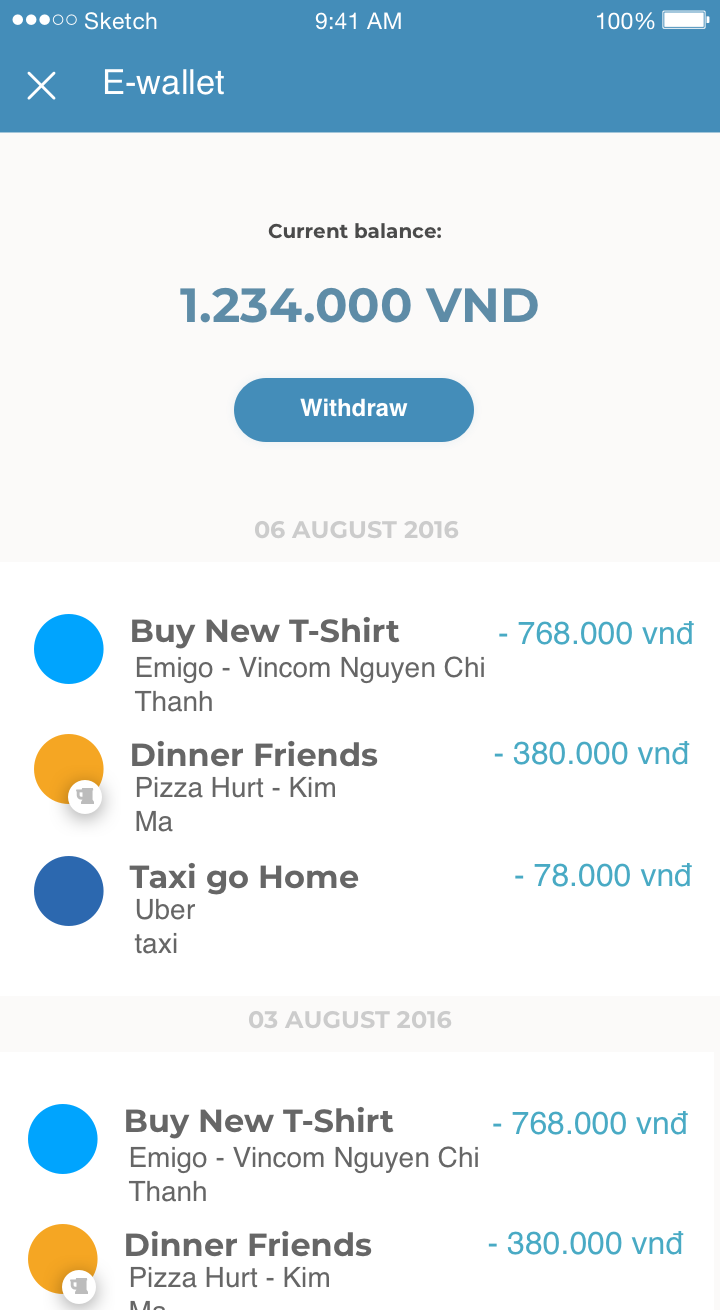 Sketch 9:41 AM 100%
E-wallet
Current balance:
1.234.000 VND
Withdraw
06 AUGUST 2016
Buy New T-Shirt - 768.000 vnđ
Emigo - Vincom Nguyen Chi
Thanh
Dinner Friends - 380.000 vnđ
Pizza Hurt - Kim
Ma
Taxi go Home - 78.000 vnđ
Uber
taxi
03 AUGUST 2016
Buy New T-Shirt - 768.000 vnđ
Emigo - Vincom Nguyen Chi
Thanh
Dinner Friends - 380.000 vnđ
Pizza Hurt - Kim
Ma